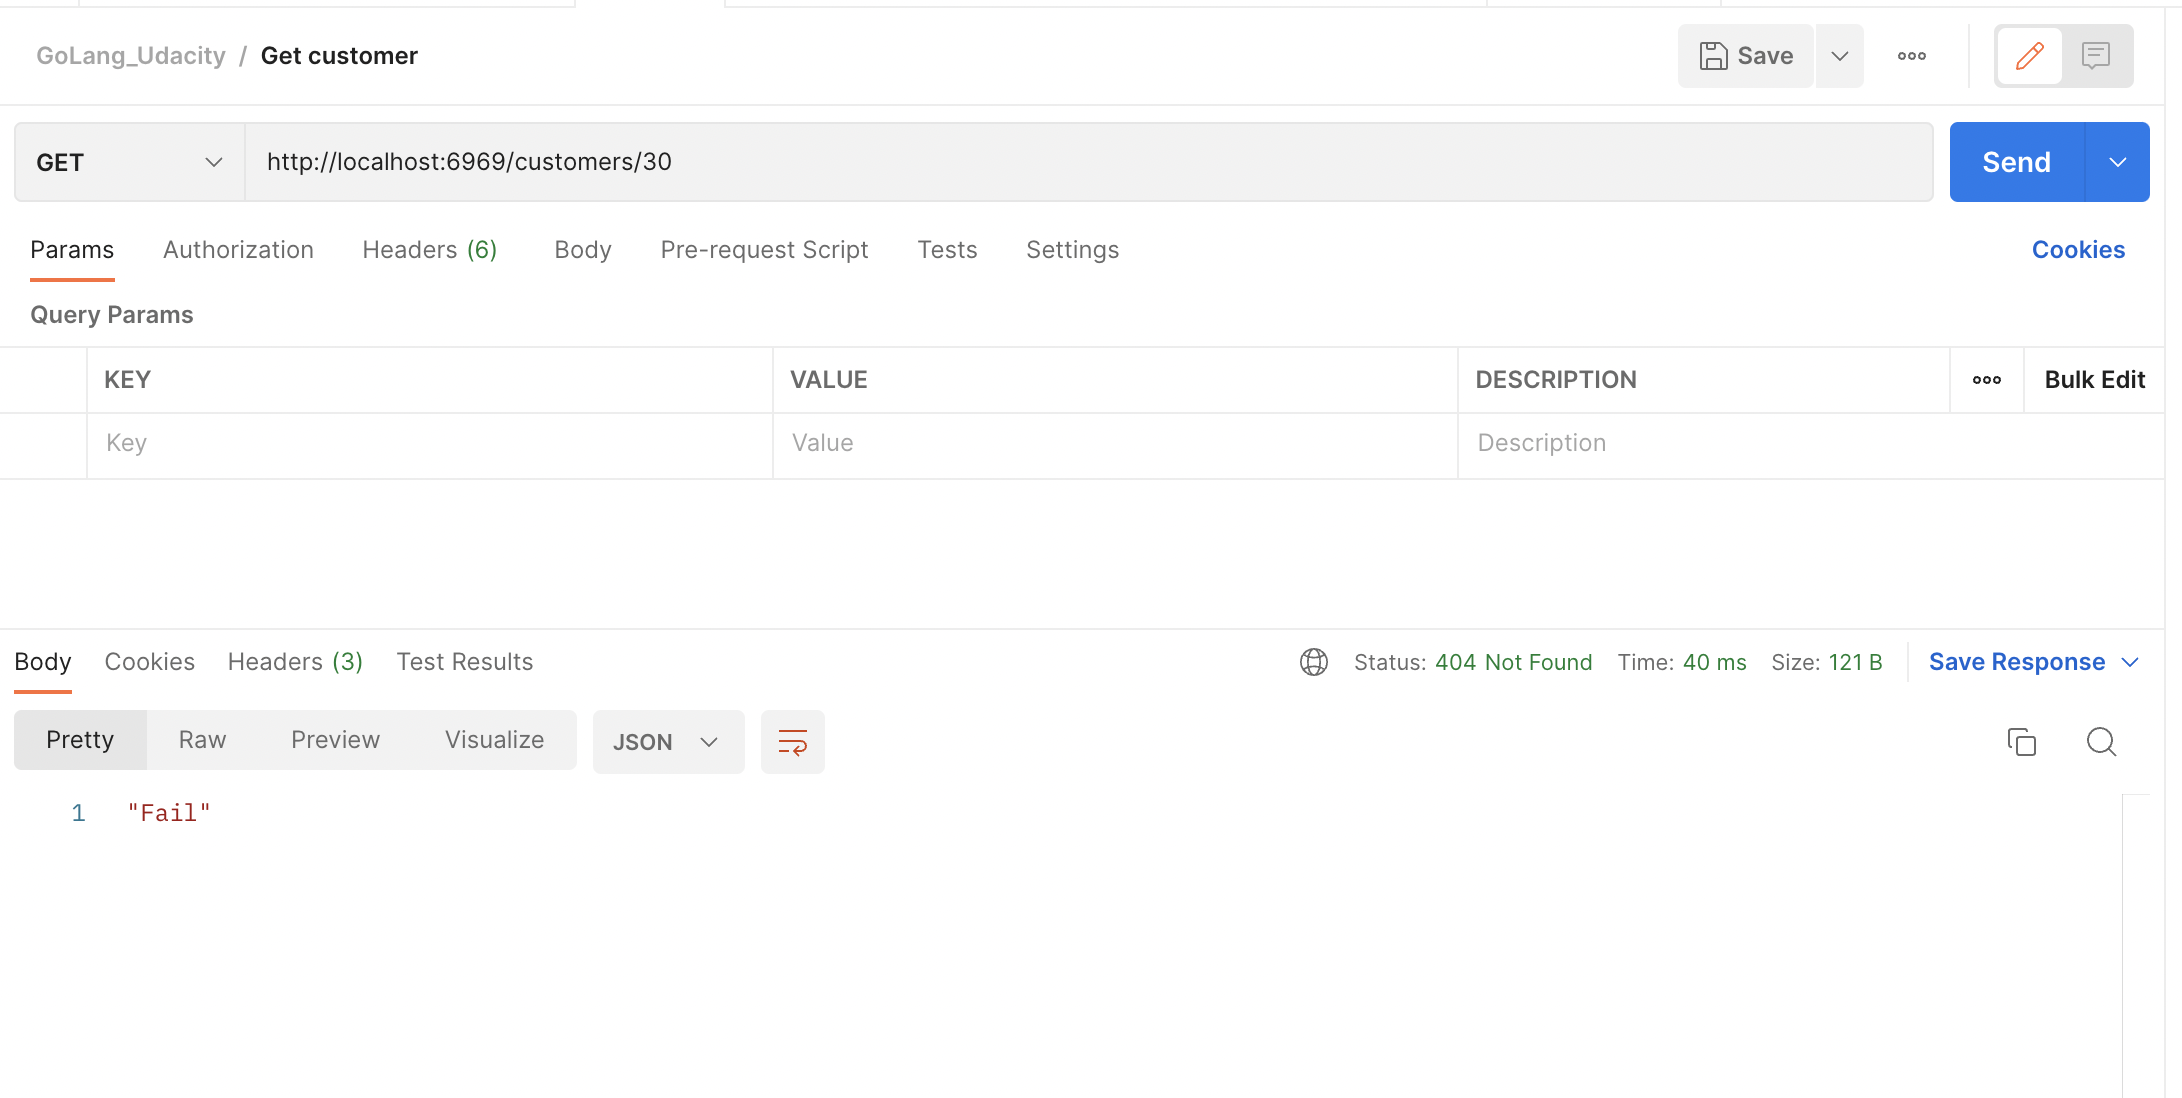 GoLang_Udacity / Get customer
Save
GET
http://localhost:6969/customers/30
Send
Params Authorization Headers (6) Body Pre-request Script Tests Settings Cookies
Query Params
KEY VALUE DESCRIPTION Bulk Edit
Key Value Description
Body Cookies Headers (3) Test Results Status: 404 Not Found Time: 40 ms Size: 121 B Save Response
Pretty Raw Preview Visualize JSON
1 "Fail"